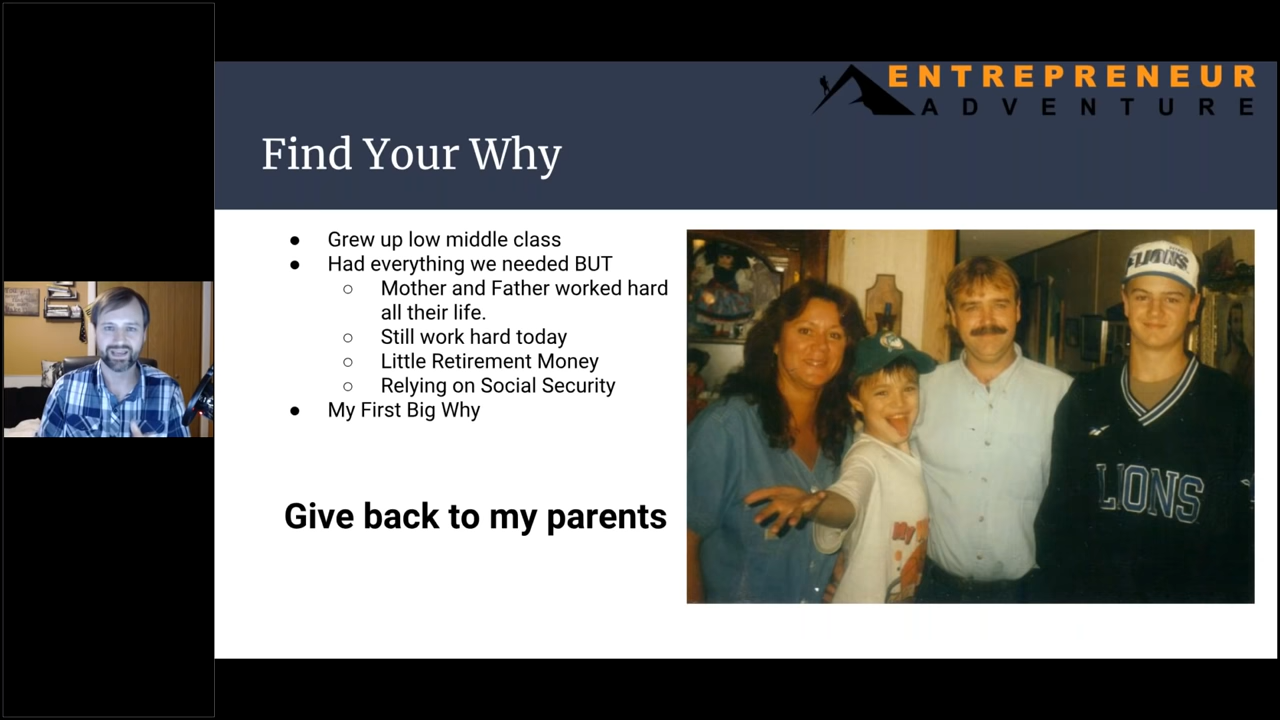 ENTREPRENEUR
ADVENTURE
Find Your Why
● Grew up low middle class
● Had everything we needed BUT
○ Mother and Father worked hard
all their life.
○ Still work hard today
○ Little Retirement Money
○ Relying on Social Security
● My First Big Why
Give back to my parents
LIONS
LIONS